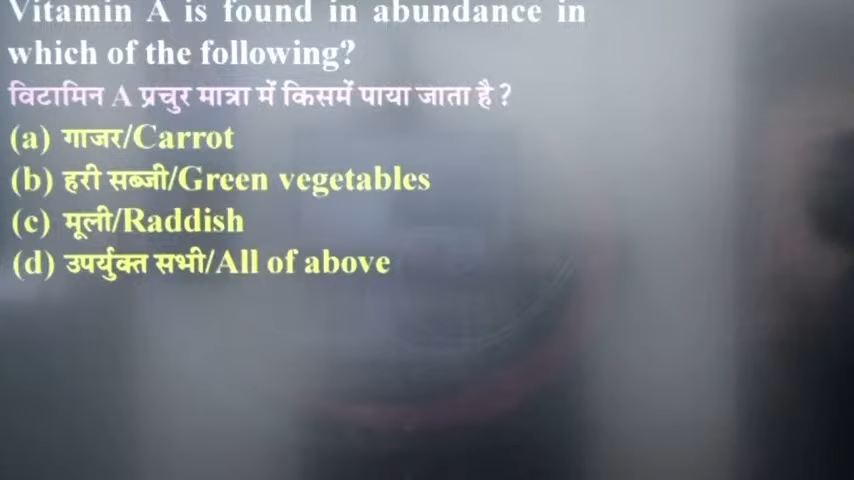 Vitamin A is found in abundance in
which of the following?
विटामिन A प्रचुर मात्रा में किसमें पाया जाता है ?
(a) गाजर/Carrot
(b) हरी सब्जी/Green vegetables
(c) मूली/Raddish
(d) उपर्युक्त सभी/All of above